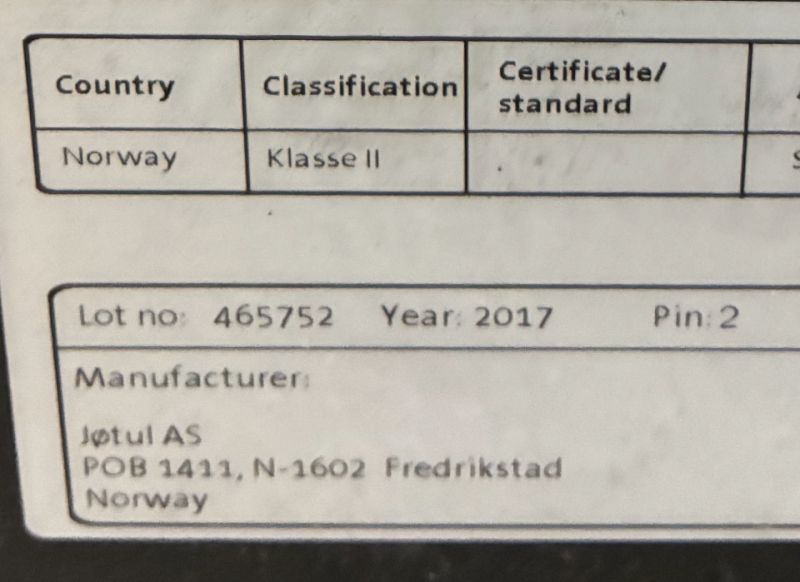 Country Classification Certificate/
standard
Norway Klasse II
Lot no: 465752 Year: 2017 Pin: 2
Manufacturer:
Jøtul AS
POB 1411, N-1602 Fredrikstad
Norway